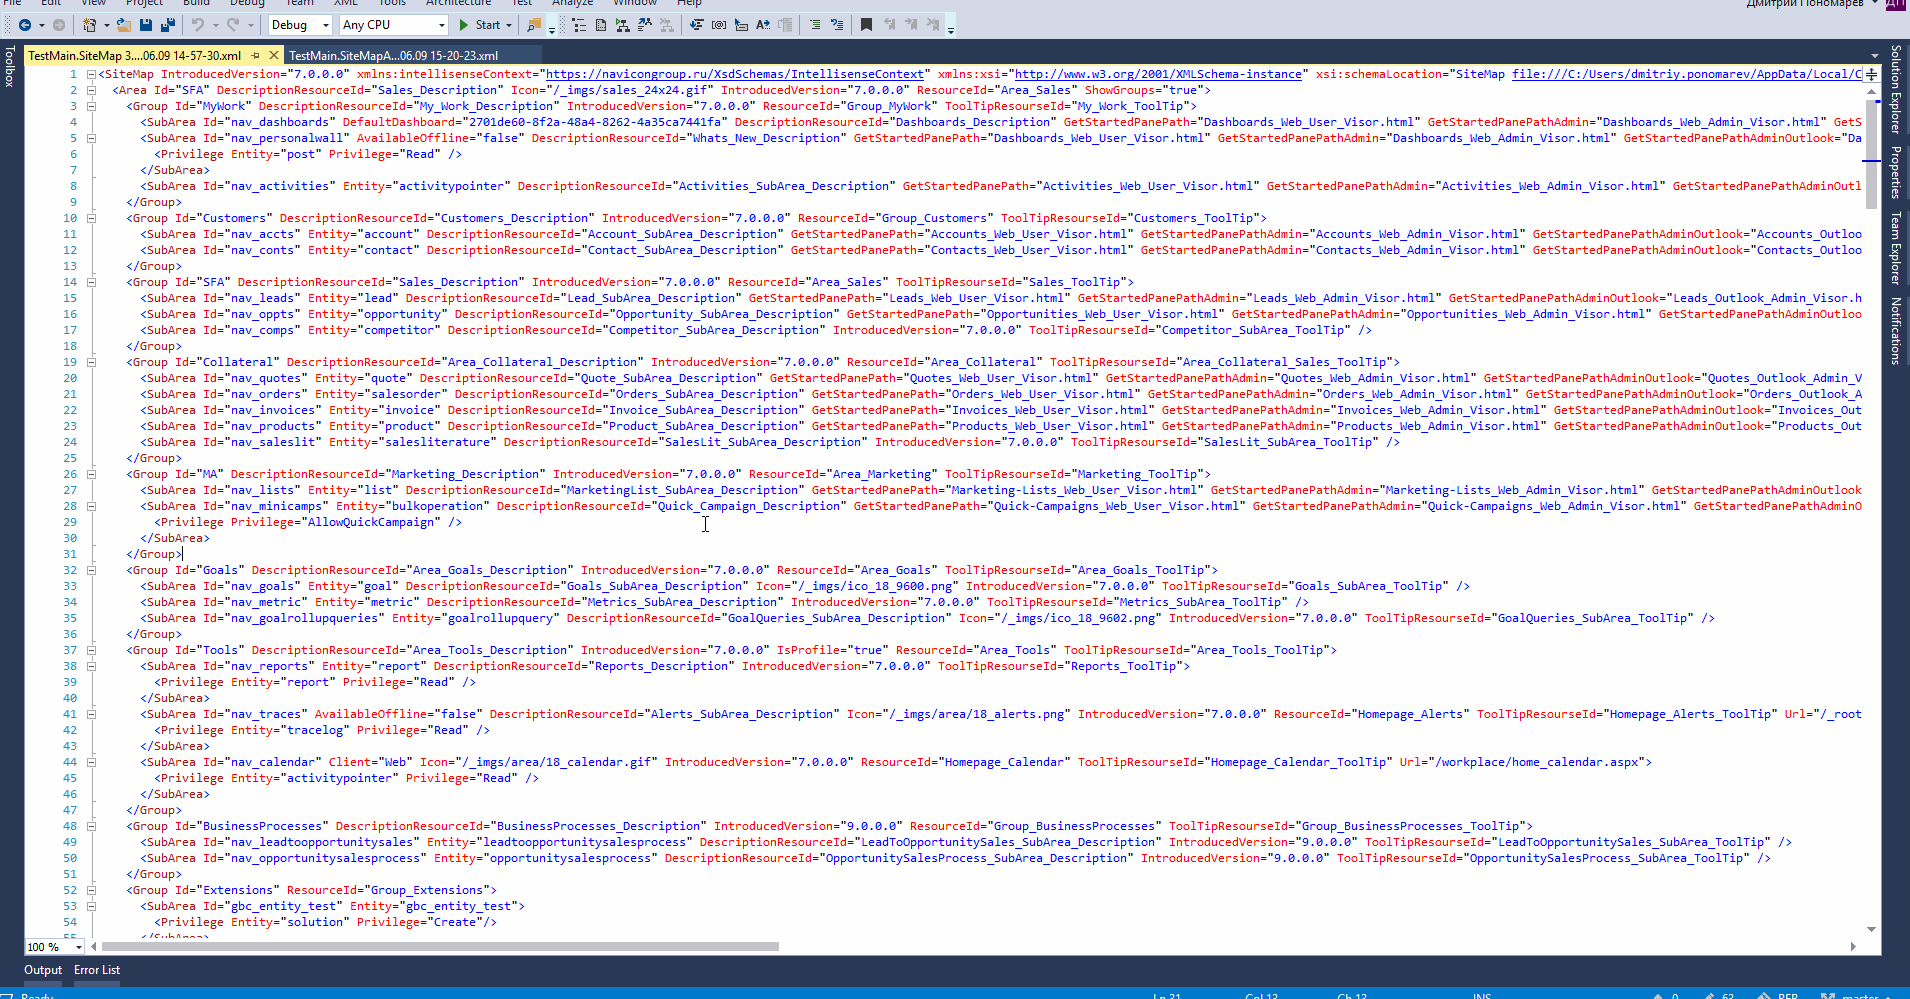 File Edit View Project Build Debug Team XML Tools Architecture Test Analyze Window Help
Дмитрий Пономарев ДП
Debug Any CPU Start
Toolbox
TestMain.SiteMap 3....06.09 14-57-30.xml TestMain.SiteMapA...06.09 15-20-23.xml
1 <SiteMap IntroducedVersion="7.0.0.0" xmlns:intellisenseContext="https://navicongroup.ru/XsdSchemas/IntellisenseContext" xmlns:xsi="http://www.w3.org/2001/XMLSchema-instance" xsi:schemaLocation="SiteMap file:///C:/Users/dmitriy.ponomarev/AppData/Local/C
2 <Area Id="SFA" DescriptionResourceId="Sales_Description" Icon="/_imgs/sales_24x24.gif" IntroducedVersion="7.0.0.0" ResourceId="Area_Sales" ShowGroups="true">
3 <Group Id="MyWork" DescriptionResourceId="My_Work_Description" IntroducedVersion="7.0.0.0" ResourceId="Group_MyWork" ToolTipResourseId="My_Work_ToolTip">
4 <SubArea Id="nav_dashboards" DefaultDashboard="2701de60-8f2a-48a4-8262-4a35ca7441fa" DescriptionResourceId="Dashboards_Description" GetStartedPanePath="Dashboards_Web_User_Visor.html" GetStartedPanePathAdmin="Dashboards_Web_Admin_Visor.html" GetS
5 <SubArea Id="nav_personalwall" AvailableOffline="false" DescriptionResourceId="Whats_New_Description" GetStartedPanePath="Dashboards_Web_User_Visor.html" GetStartedPanePathAdmin="Dashboards_Web_Admin_Visor.html" GetStartedPanePathAdminOutlook="Da
6 <Privilege Entity="post" Privilege="Read" />
7 </SubArea>
8 <SubArea Id="nav_activities" Entity="activitypointer" DescriptionResourceId="Activities_SubArea_Description" GetStartedPanePath="Activities_Web_User_Visor.html" GetStartedPanePathAdmin="Activities_Web_Admin_Visor.html" GetStartedPanePathAdminOutl
9 </Group>
10 <Group Id="Customers" DescriptionResourceId="Customers_Description" IntroducedVersion="7.0.0.0" ResourceId="Group_Customers" ToolTipResourseId="Customers_ToolTip">
11 <SubArea Id="nav_accts" Entity="account" DescriptionResourceId="Account_SubArea_Description" GetStartedPanePath="Accounts_Web_User_Visor.html" GetStartedPanePathAdmin="Accounts_Web_Admin_Visor.html" GetStartedPanePathAdminOutlook="Accounts_Outloo
12 <SubArea Id="nav_conts" Entity="contact" DescriptionResourceId="Contact_SubArea_Description" GetStartedPanePath="Contacts_Web_User_Visor.html" GetStartedPanePathAdmin="Contacts_Web_Admin_Visor.html" GetStartedPanePathAdminOutlook="Contacts_Outloo
13 </Group>
14 <Group Id="SFA" DescriptionResourceId="Sales_Description" IntroducedVersion="7.0.0.0" ResourceId="Area_Sales" ToolTipResourseId="Sales_ToolTip">
15 <SubArea Id="nav_leads" Entity="lead" DescriptionResourceId="Lead_SubArea_Description" GetStartedPanePath="Leads_Web_User_Visor.html" GetStartedPanePathAdmin="Leads_Web_Admin_Visor.html" GetStartedPanePathAdminOutlook="Leads_Outlook_Admin_Visor.h
16 <SubArea Id="nav_oppts" Entity="opportunity" DescriptionResourceId="Opportunity_SubArea_Description" GetStartedPanePath="Opportunities_Web_User_Visor.html" GetStartedPanePathAdmin="Opportunities_Web_Admin_Visor.html" GetStartedPanePathAdminOutloo
17 <SubArea Id="nav_comps" Entity="competitor" DescriptionResourceId="Competitor_SubArea_Description" IntroducedVersion="7.0.0.0" ToolTipResourseId="Competitor_SubArea_ToolTip" />
18 </Group>
19 <Group Id="Collateral" DescriptionResourceId="Area_Collateral_Description" IntroducedVersion="7.0.0.0" ResourceId="Area_Collateral" ToolTipResourseId="Area_Collateral_Sales_ToolTip">
20 <SubArea Id="nav_quotes" Entity="quote" DescriptionResourceId="Quote_SubArea_Description" GetStartedPanePath="Quotes_Web_User_Visor.html" GetStartedPanePathAdmin="Quotes_Web_Admin_Visor.html" GetStartedPanePathAdminOutlook="Quotes_Outlook_Admin_V
21 <SubArea Id="nav_orders" Entity="salesorder" DescriptionResourceId="Orders_SubArea_Description" GetStartedPanePath="Orders_Web_User_Visor.html" GetStartedPanePathAdmin="Orders_Web_Admin_Visor.html" GetStartedPanePathAdminOutlook="Orders_Outlook_A
22 <SubArea Id="nav_invoices" Entity="invoice" DescriptionResourceId="Invoice_SubArea_Description" GetStartedPanePath="Invoices_Web_User_Visor.html" GetStartedPanePathAdmin="Invoices_Web_Admin_Visor.html" GetStartedPanePathAdminOutlook="Invoices_Out
23 <SubArea Id="nav_products" Entity="product" DescriptionResourceId="Product_SubArea_Description" GetStartedPanePath="Products_Web_User_Visor.html" GetStartedPanePathAdmin="Products_Web_Admin_Visor.html" GetStartedPanePathAdminOutlook="Products_Out
24 <SubArea Id="nav_saleslit" Entity="salesliterature" DescriptionResourceId="SalesLit_SubArea_Description" IntroducedVersion="7.0.0.0" ToolTipResourseId="SalesLit_SubArea_ToolTip" />
25 </Group>
26 <Group Id="MA" DescriptionResourceId="Marketing_Description" IntroducedVersion="7.0.0.0" ResourceId="Area_Marketing" ToolTipResourseId="Marketing_ToolTip">
27 <SubArea Id="nav_lists" Entity="list" DescriptionResourceId="MarketingList_SubArea_Description" GetStartedPanePath="Marketing-Lists_Web_User_Visor.html" GetStartedPanePathAdmin="Marketing-Lists_Web_Admin_Visor.html" GetStartedPanePathAdminOutlook
28 <SubArea Id="nav_minicamps" Entity="bulkoperation" DescriptionResourceId="Quick_Campaign_Description" GetStartedPanePath="Quick-Campaigns_Web_User_Visor.html" GetStartedPanePathAdmin="Quick-Campaigns_Web_Admin_Visor.html" GetStartedPanePathAdminO
29 <Privilege Privilege="AllowQuickCampaign" />
30 </SubArea>
31 </Group>
32 <Group Id="Goals" DescriptionResourceId="Area_Goals_Description" IntroducedVersion="7.0.0.0" ResourceId="Area_Goals" ToolTipResourseId="Area_Goals_ToolTip">
33 <SubArea Id="nav_goals" Entity="goal" DescriptionResourceId="Goals_SubArea_Description" Icon="/_imgs/ico_18_9600.png" IntroducedVersion="7.0.0.0" ToolTipResourseId="Goals_SubArea_ToolTip" />
34 <SubArea Id="nav_metric" Entity="metric" DescriptionResourceId="Metrics_SubArea_Description" IntroducedVersion="7.0.0.0" ToolTipResourseId="Metrics_SubArea_ToolTip" />
35 <SubArea Id="nav_goalrollupqueries" Entity="goalrollupquery" DescriptionResourceId="GoalQueries_SubArea_Description" Icon="/_imgs/ico_18_9602.png" IntroducedVersion="7.0.0.0" ToolTipResourseId="GoalQueries_SubArea_ToolTip" />
36 </Group>
37 <Group Id="Tools" DescriptionResourceId="Area_Tools_Description" IntroducedVersion="7.0.0.0" IsProfile="true" ResourceId="Area_Tools" ToolTipResourseId="Area_Tools_ToolTip">
38 <SubArea Id="nav_reports" Entity="report" DescriptionResourceId="Reports_Description" IntroducedVersion="7.0.0.0" ToolTipResourseId="Reports_ToolTip">
39 <Privilege Entity="report" Privilege="Read" />
40 </SubArea>
41 <SubArea Id="nav_traces" AvailableOffline="false" DescriptionResourceId="Alerts_SubArea_Description" Icon="/_imgs/area/18_alerts.png" IntroducedVersion="7.0.0.0" ResourceId="Homepage_Alerts" ToolTipResourseId="Homepage_Alerts_ToolTip" Url="/_root
42 <Privilege Entity="tracelog" Privilege="Read" />
43 </SubArea>
44 <SubArea Id="nav_calendar" Client="Web" Icon="/_imgs/area/18_calendar.gif" IntroducedVersion="7.0.0.0" ResourceId="Homepage_Calendar" ToolTipResourseId="Homepage_Calendar_ToolTip" Url="/workplace/home_calendar.aspx">
45 <Privilege Entity="activitypointer" Privilege="Read" />
46 </SubArea>
47 </Group>
48 <Group Id="BusinessProcesses" DescriptionResourceId="BusinessProcesses_Description" IntroducedVersion="9.0.0.0" ResourceId="Group_BusinessProcesses" ToolTipResourseId="Group_BusinessProcesses_ToolTip">
49 <SubArea Id="nav_leadtoopportunitysales" Entity="leadtoopportunitysalesprocess" DescriptionResourceId="LeadToOpportunitySales_SubArea_Description" IntroducedVersion="9.0.0.0" ToolTipResourseId="LeadToOpportunitySales_SubArea_ToolTip" />
50 <SubArea Id="nav_opportunitysalesprocess" Entity="opportunitysalesprocess" DescriptionResourceId="OpportunitySalesProcess_SubArea_Description" IntroducedVersion="9.0.0.0" ToolTipResourseId="OpportunitySalesProcess_SubArea_ToolTip" />
51 </Group>
52 <Group Id="Extensions" ResourceId="Group_Extensions">
53 <SubArea Id="gbc_entity_test" Entity="gbc_entity_test">
54 <Privilege Entity="solution" Privilege="Create"/>
55 </SubArea>
Solution Explorer
Properties
Team Explorer
Notifications
100 %
Output Error List
Ready Ln 31 Col 13 Ch 13 INS 0 63 REP master